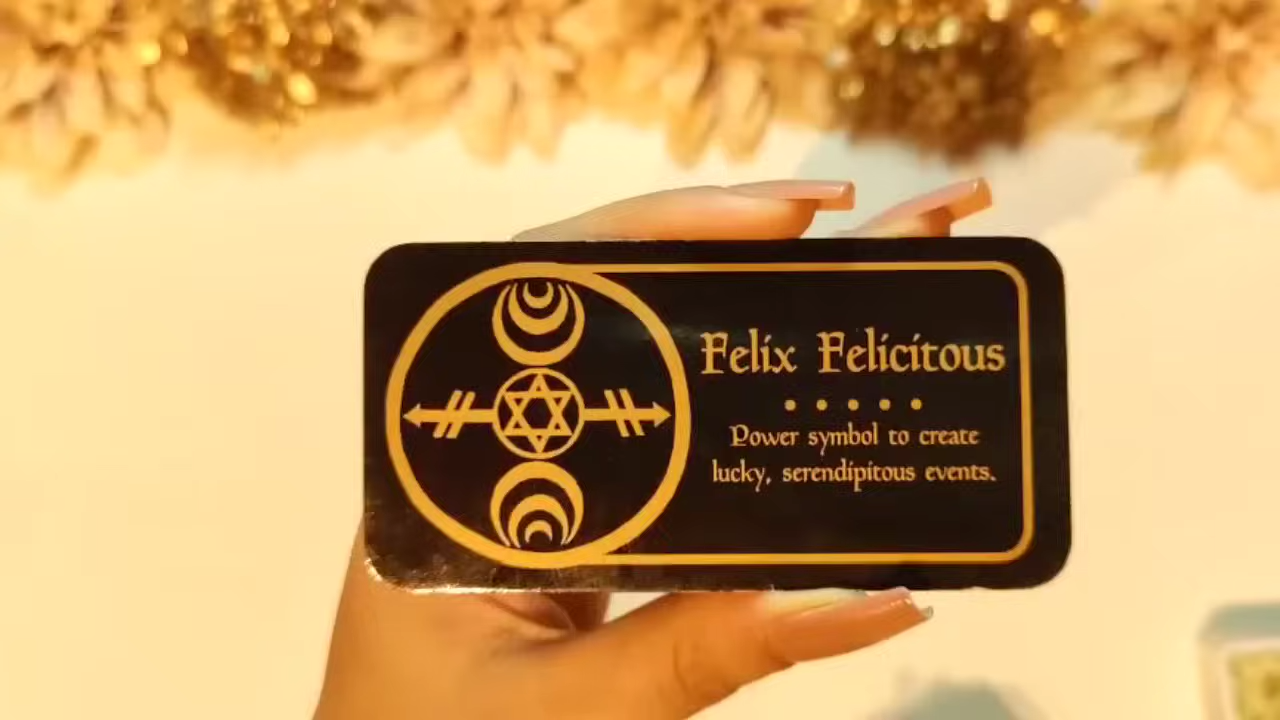 Felix Felicitous
Power symbol to create
lucky, serendipitous events.